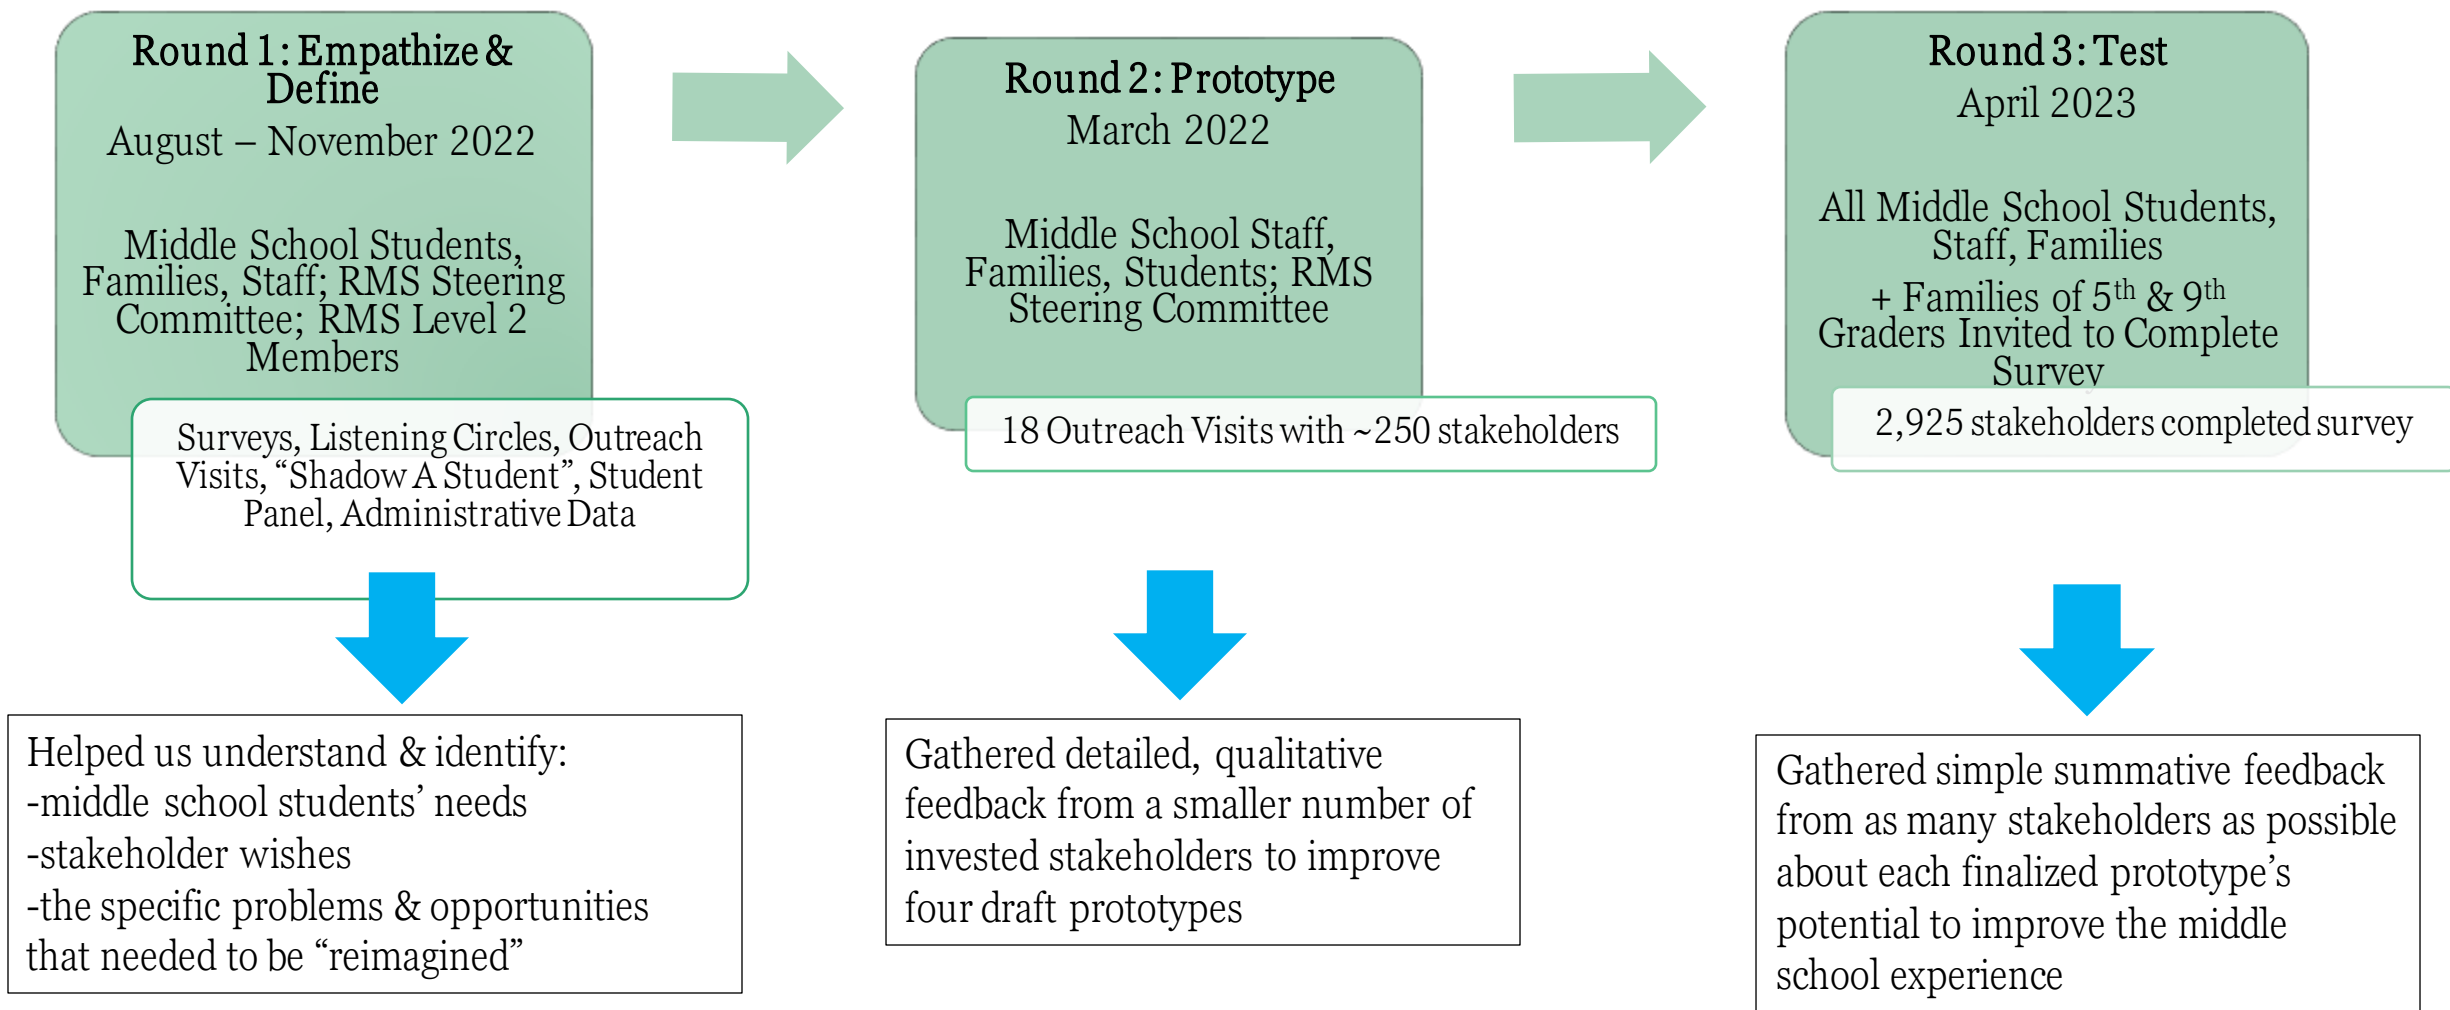 Round 1: Empathize &
Define
August – November 2022
Middle School Students,
Families, Staff; RMS Steering
Committee; RMS Level 2
Members
Surveys, Listening Circles, Outreach
Visits, “Shadow A Student”, Student
Panel, Administrative Data
Helped us understand & identify:
-middle school students’ needs
-stakeholder wishes
-the specific problems & opportunities
that needed to be “reimagined”
Round 2: Prototype
March 2022
Middle School Staff,
Families, Students; RMS
Steering Committee
18 Outreach Visits with ~250 stakeholders
Gathered detailed, qualitative
feedback from a smaller number of
invested stakeholders to improve
four draft prototypes
Round 3: Test
April 2023
All Middle School Students,
Staff, Families
+ Families of 5th & 9th
Graders Invited to Complete
Survey
2,925 stakeholders completed survey
Gathered simple summative feedback
from as many stakeholders as possible
about each finalized prototype’s
potential to improve the middle
school experience